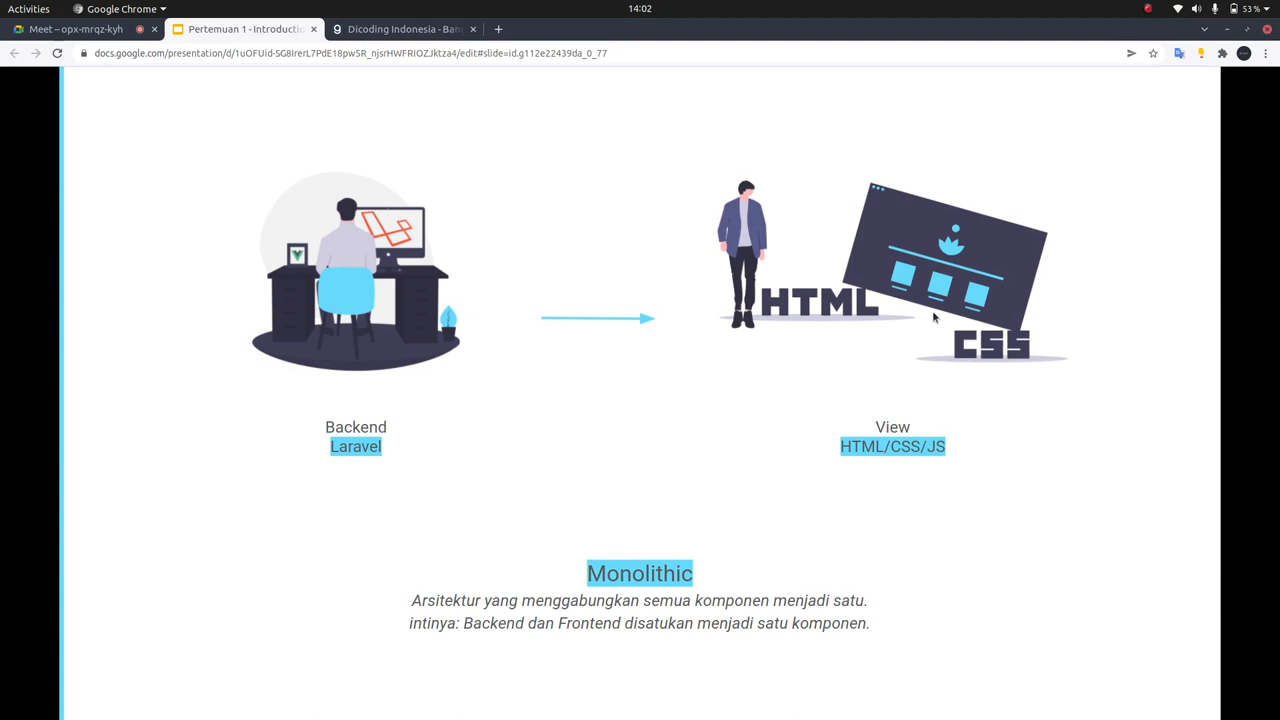 Activities
Google Chrome
14:02
53 %
Meet – opx-mrqz-kyh
Pertemuan 1 - Introductio
Dicoding Indonesia - Bang
docs.google.com/presentation/d/1uOFUid-SG8IrerL7PdE18pw5R_njsrHWFRIOZJktza4/edit#slide=id.g112e22439da_0_77
HTML
CSS
Backend
Laravel
View
HTML/CSS/JS
Monolithic
Arsitektur yang menggabungkan semua komponen menjadi satu.
intinya: Backend dan Frontend disatukan menjadi satu komponen.